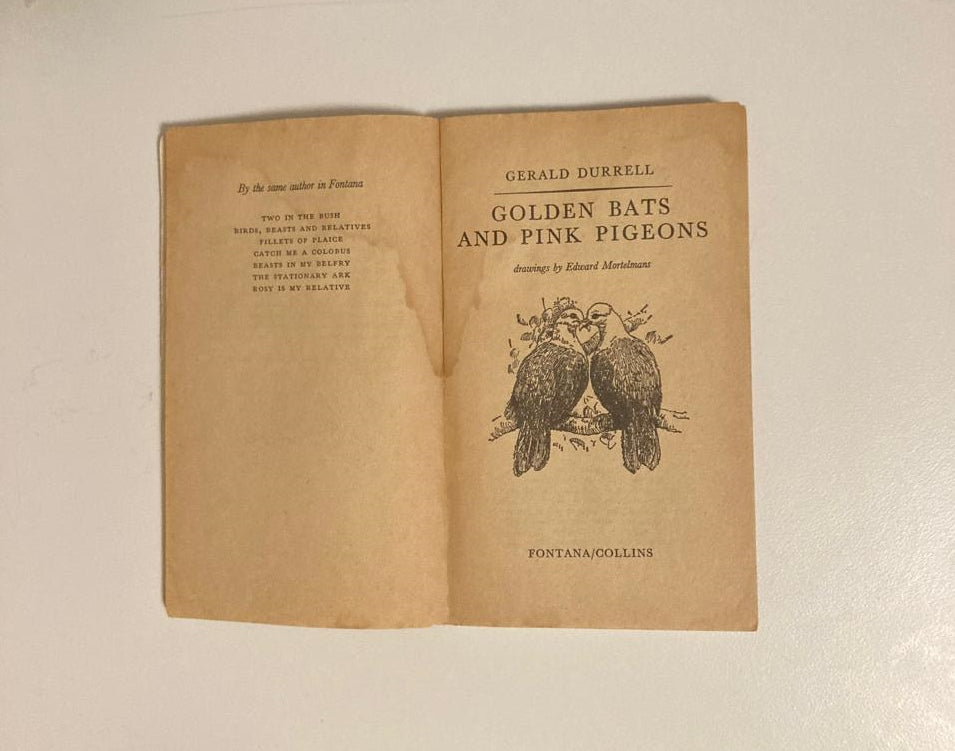 By the same author in Fontana
TWO IN THE BUSH
BIRDS, BEASTS AND RELATIVES
FILLETS OF PLAICE
CATCH ME A COLOBUS
BEASTS IN MY BELFRY
THE STATIONARY ARK
ROSY IS MY RELATIVE
GERALD DURRELL
GOLDEN BATS
AND PINK PIGEONS
drawings by Edward Mortelmans
FONTANA/COLLINS